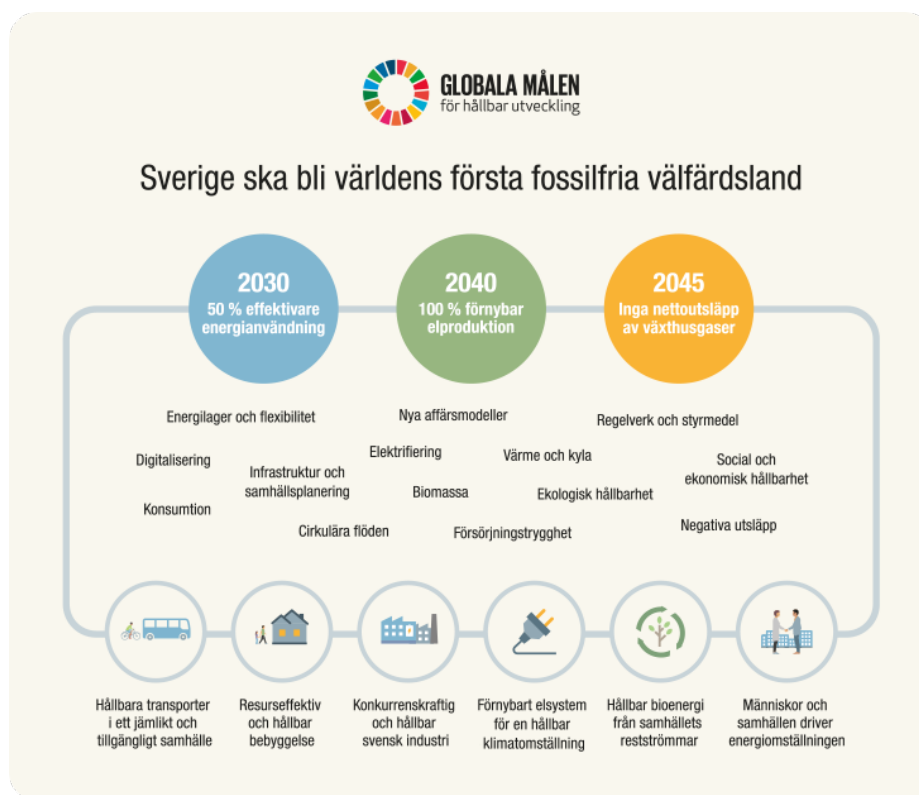 GLOBALA MÅLEN
för hållbar utveckling
Sverige ska bli världens första fossilfria välfärdsland
2030
50 % effektivare
energianvändning
2040
100 % förnybar
elproduktion
2045
Inga nettoutsläpp
av växthusgaser
Energilager och flexibilitet
Nya affärsmodeller
Regelverk och styrmedel
Digitalisering
Infrastruktur och
samhällsplanering
Elektrifiering
Värme och kyla
Social och
ekonomisk hållbarhet
Konsumtion
Biomassa
Ekologisk hållbarhet
Cirkulära flöden
Försörjningstrygghet
Negativa utsläpp
Hållbara transporter
i ett jämlikt och
tillgängligt samhälle
Resurseffektiv
och hållbar
bebyggelse
Konkurrenskraftig
och hållbar
svensk industri
Förnybart elsystem
för en hållbar
klimatomställning
Hållbar bioenergi
från samhällets
restströmmar
Människor och
samhällen driver
energiomställningen